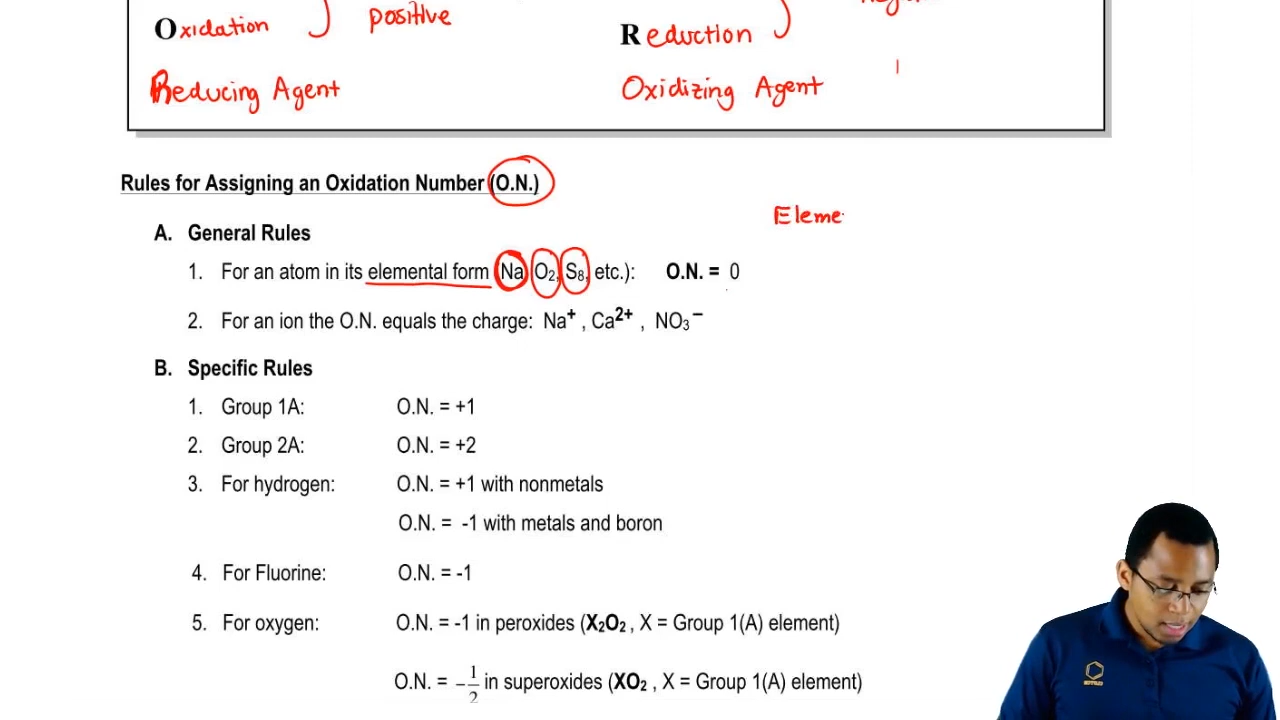 Oxidation positive
Reduction
Reducing Agent
Oxidizing Agent
Rules for Assigning an Oxidation Number (O.N.)
Eleme
A. General Rules
1. For an atom in its elemental form (Na, O₂, S₈, etc.): O.N. = 0
2. For an ion the O.N. equals the charge: Na⁺ , Ca²⁺ , NO₃⁻
B. Specific Rules
1. Group 1A: O.N. = +1
2. Group 2A: O.N. = +2
3. For hydrogen: O.N. = +1 with nonmetals
O.N. = -1 with metals and boron
4. For Fluorine: O.N. = -1
5. For oxygen: O.N. = -1 in peroxides (X₂O₂ , X = Group 1(A) element)
O.N. = -1/2 in superoxides (XO₂ , X = Group 1(A) element)